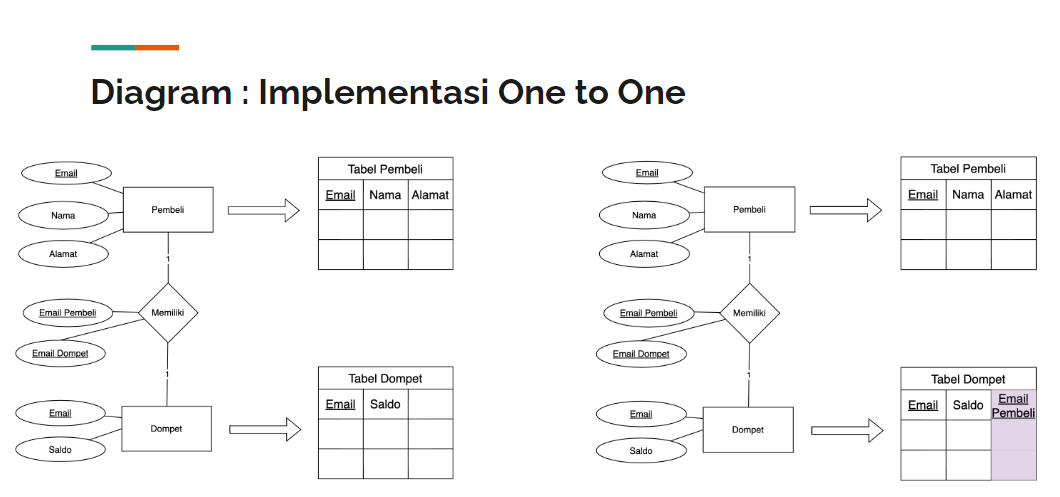 Diagram : Implementasi One to One
Email
Nama
Alamat
Pembeli
1
Email Pembeli
Email Dompet
Memiliki
1
Email
Saldo
Dompet
Tabel Pembeli
Email Nama Alamat
Tabel Dompet
Email Saldo
Email
Nama
Alamat
Pembeli
1
Email Pembeli
Email Dompet
Memiliki
1
Email
Saldo
Dompet
Tabel Pembeli
Email Nama Alamat
Tabel Dompet
Email Saldo Email
Pembeli